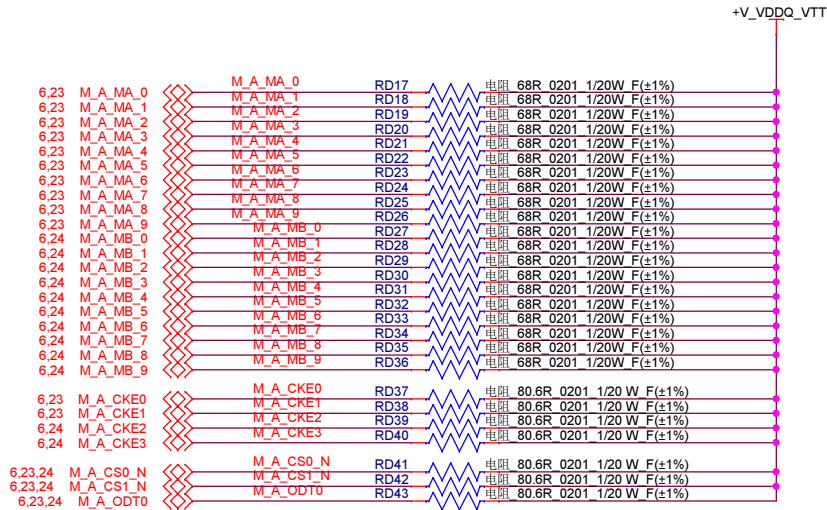 +V_VDDQ_VTT
6,23 M_A_MA_0 M_A_MA_0 RD17 电阻_68R_0201_1/20W_F(±1%)
6,23 M_A_MA_1 M_A_MA_1 RD18 电阻_68R_0201_1/20W_F(±1%)
6,23 M_A_MA_2 M_A_MA_2 RD19 电阻_68R_0201_1/20W_F(±1%)
6,23 M_A_MA_3 M_A_MA_3 RD20 电阻_68R_0201_1/20W_F(±1%)
6,23 M_A_MA_4 M_A_MA_4 RD21 电阻_68R_0201_1/20W_F(±1%)
6,23 M_A_MA_5 M_A_MA_5 RD22 电阻_68R_0201_1/20W_F(±1%)
6,23 M_A_MA_6 M_A_MA_6 RD23 电阻_68R_0201_1/20W_F(±1%)
6,23 M_A_MA_7 M_A_MA_7 RD24 电阻_68R_0201_1/20W_F(±1%)
6,23 M_A_MA_8 M_A_MA_8 RD25 电阻_68R_0201_1/20W_F(±1%)
6,23 M_A_MA_9 M_A_MA_9 RD26 电阻_68R_0201_1/20W_F(±1%)
6,24 M_A_MB_0 M_A_MB_0 RD27 电阻_68R_0201_1/20W_F(±1%)
6,24 M_A_MB_1 M_A_MB_1 RD28 电阻_68R_0201_1/20W_F(±1%)
6,24 M_A_MB_2 M_A_MB_2 RD29 电阻_68R_0201_1/20W_F(±1%)
6,24 M_A_MB_3 M_A_MB_3 RD30 电阻_68R_0201_1/20W_F(±1%)
6,24 M_A_MB_4 M_A_MB_4 RD31 电阻_68R_0201_1/20W_F(±1%)
6,24 M_A_MB_5 M_A_MB_5 RD32 电阻_68R_0201_1/20W_F(±1%)
6,24 M_A_MB_6 M_A_MB_6 RD33 电阻_68R_0201_1/20W_F(±1%)
6,24 M_A_MB_7 M_A_MB_7 RD34 电阻_68R_0201_1/20W_F(±1%)
6,24 M_A_MB_8 M_A_MB_8 RD35 电阻_68R_0201_1/20W_F(±1%)
6,24 M_A_MB_9 M_A_MB_9 RD36 电阻_68R_0201_1/20W_F(±1%)
6,23 M_A_CKE0 M_A_CKE0 RD37 电阻_80.6R_0201_1/20 W_F(±1%)
6,23 M_A_CKE1 M_A_CKE1 RD38 电阻_80.6R_0201_1/20 W_F(±1%)
6,24 M_A_CKE2 M_A_CKE2 RD39 电阻_80.6R_0201_1/20 W_F(±1%)
6,24 M_A_CKE3 M_A_CKE3 RD40 电阻_80.6R_0201_1/20 W_F(±1%)
6,23,24 M_A_CS0_N M_A_CS0_N RD41 电阻_80.6R_0201_1/20 W_F(±1%)
6,23,24 M_A_CS1_N M_A_CS1_N RD42 电阻_80.6R_0201_1/20 W_F(±1%)
6,23,24 M_A_ODT0 M_A_ODT0 RD43 电阻_80.6R_0201_1/20 W_F(±1%)